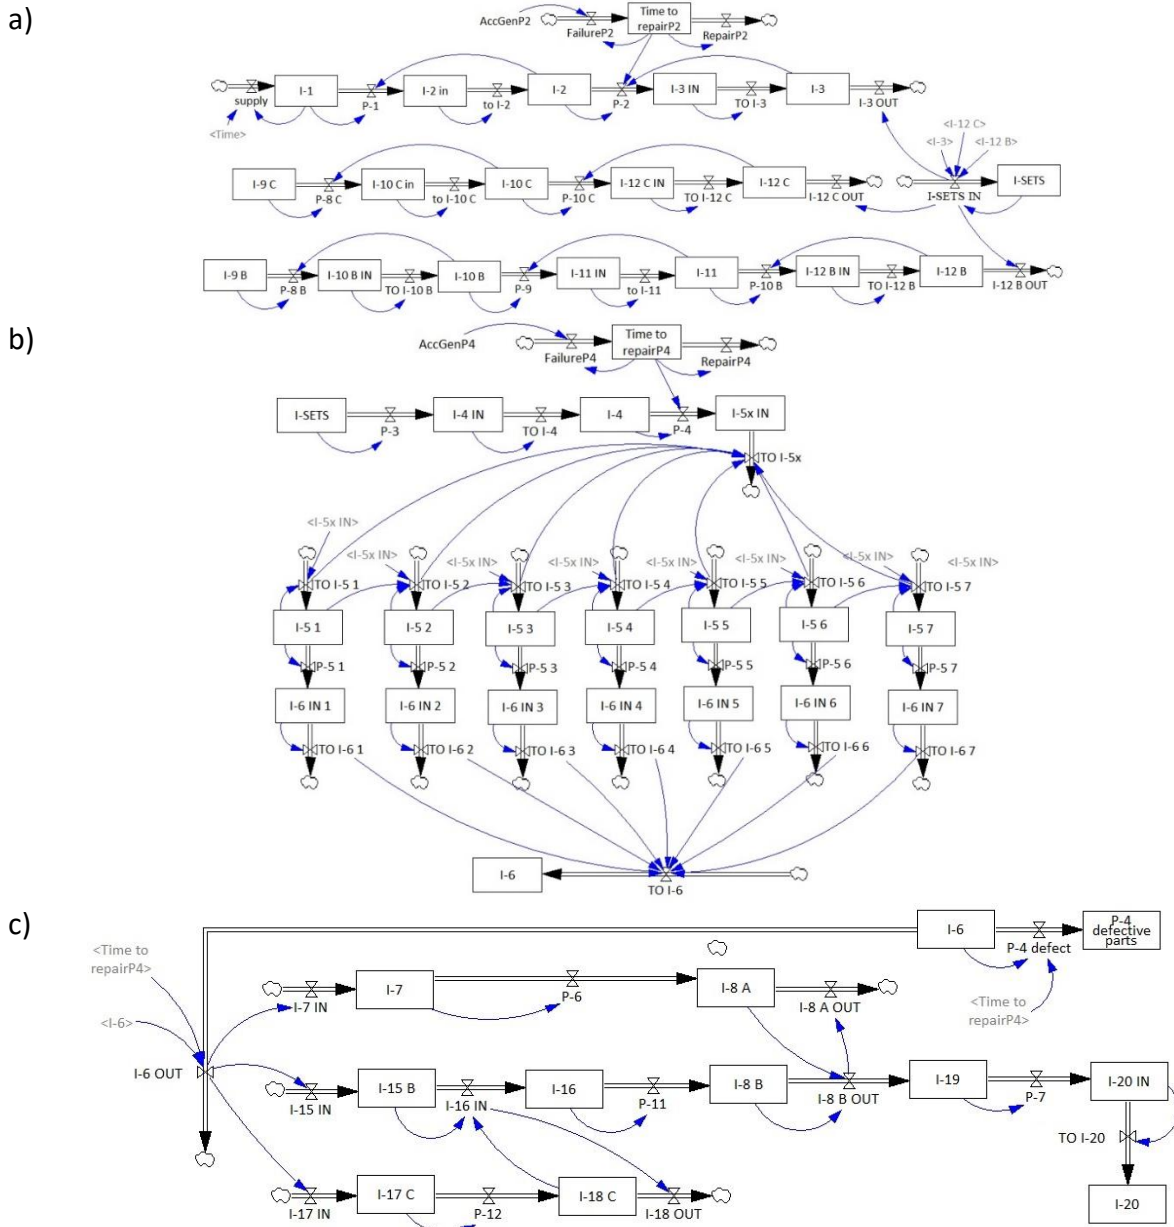 a)
AccGenP2
FailureP2
Time to
repairP2
RepairP2
supply
<Time>
I-1
P-1
I-2 in
to I-2
I-2
P-2
I-3 IN
TO I-3
I-3
I-3 OUT
<I-12 C>
<I-3>
<I-12 B>
I-9 C
P-8 C
I-10 C in
to I-10 C
I-10 C
P-10 C
I-12 C IN
TO I-12 C
I-12 C
I-12 C OUT
I-SETS IN
I-SETS
I-9 B
P-8 B
I-10 B IN
TO I-10 B
I-10 B
P-9
I-11 IN
to I-11
I-11
P-10 B
I-12 B IN
TO I-12 B
I-12 B
I-12 B OUT
b)
AccGenP4
FailureP4
Time to
repairP4
RepairP4
I-SETS
P-3
I-4 IN
TO I-4
I-4
P-4
I-5x IN
TO I-5x
<I-5x IN>
<I-5x IN>
<I-5x IN>
<I-5x IN>
<I-5x IN>
<I-5x IN>
<I-5x IN>
TO I-5 1
TO I-5 2
TO I-5 3
TO I-5 4
TO I-5 5
TO I-5 6
TO I-5 7
I-5 1
I-5 2
I-5 3
I-5 4
I-5 5
I-5 6
I-5 7
P-5 1
P-5 2
P-5 3
P-5 4
P-5 5
P-5 6
P-5 7
I-6 IN 1
I-6 IN 2
I-6 IN 3
I-6 IN 4
I-6 IN 5
I-6 IN 6
I-6 IN 7
TO I-6 1
TO I-6 2
TO I-6 3
TO I-6 4
TO I-6 5
TO I-6 6
TO I-6 7
I-6
TO I-6
c)
<Time to
repairP4>
<I-6>
I-6 OUT
I-6
P-4 defect
P-4
defective
parts
<Time to
repairP4>
I-7 IN
I-7
P-6
I-8 A
I-8 A OUT
I-15 IN
I-15 B
I-16 IN
I-16
P-11
I-8 B
I-8 B OUT
I-19
P-7
I-20 IN
TO I-20
I-20
I-17 IN
I-17 C
P-12
I-18 C
I-18 OUT